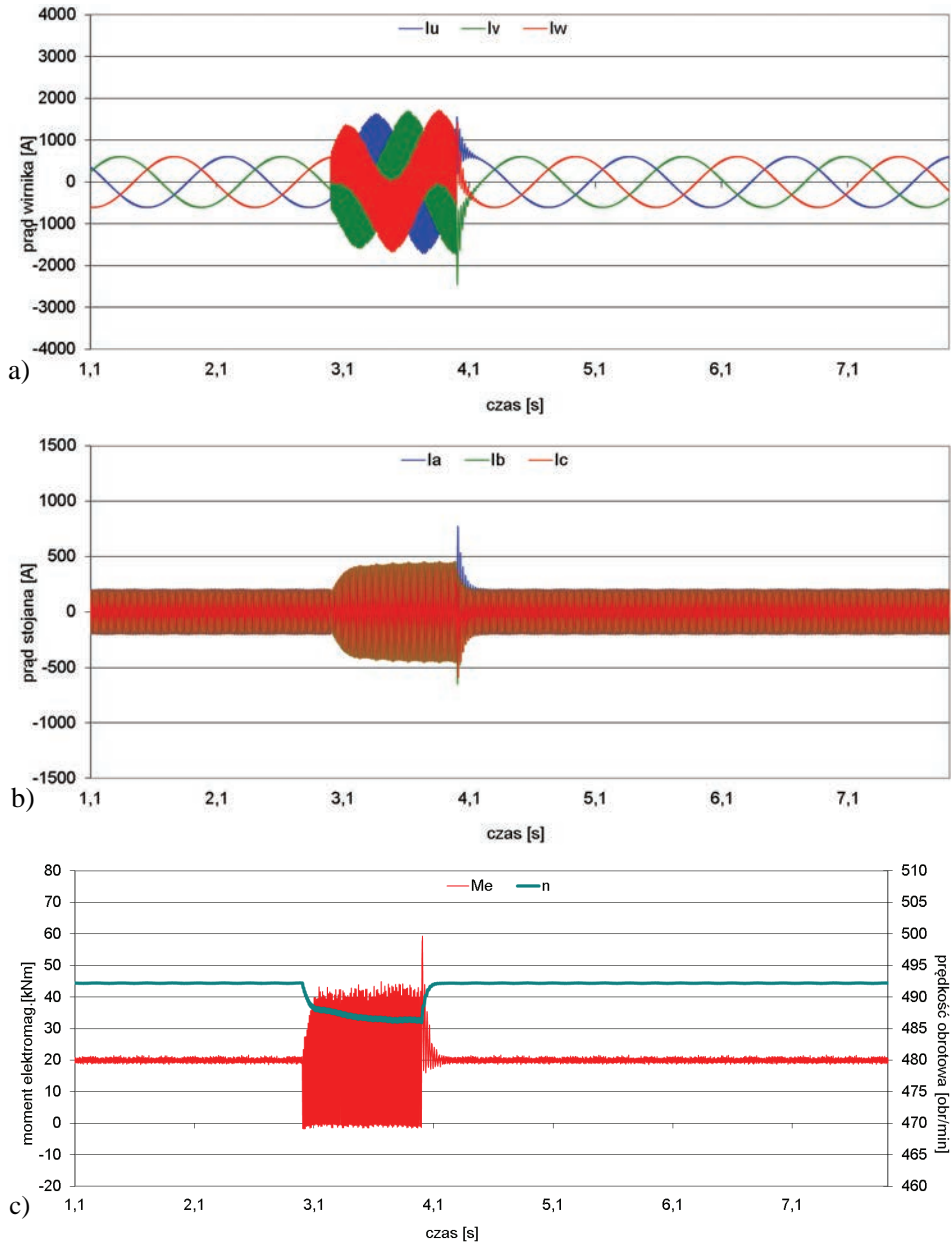 4000
3000
2000
1000
0
-1000
-2000
-3000
-4000
prąd wirnika [A]
Iu Iv Iw
1,1 2,1 3,1 4,1 5,1 6,1 7,1
czas [s]
a)
1500
1000
500
0
-500
-1000
-1500
prąd stojana [A]
Ia Ib Ic
1,1 2,1 3,1 4,1 5,1 6,1 7,1
czas [s]
b)
80
70
60
50
40
30
20
10
0
-10
-20
moment elektromag.[kNm]
Me n
510
505
500
495
490
485
480
475
470
465
460
prędkość obrotowa [obr/min]
1,1 2,1 3,1 4,1 5,1 6,1 7,1
czas [s]
c)